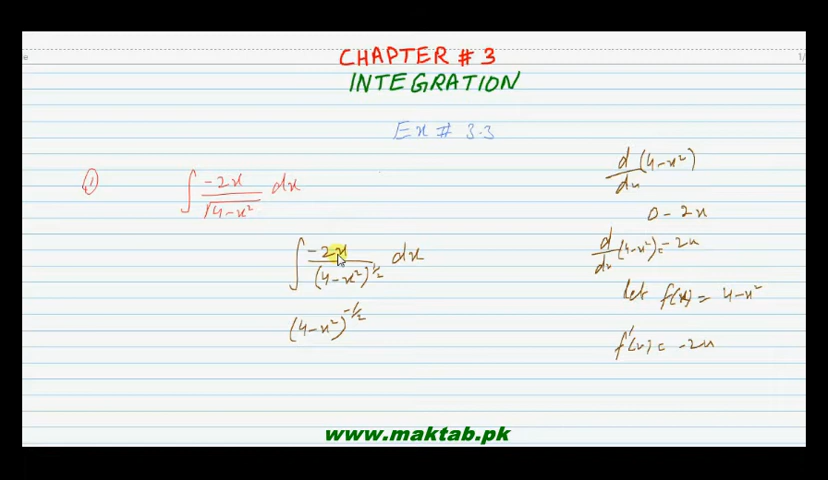 CHAPTER # 3
INTEGRATION
Ex # 3.3
① ∫ -2x/√(4-x²) dx
∫ -2x/(4-x²)^½ dx
(4-x²)^-½
d/dx (4-x²)
0-2x
d/dx (4-x²) = -2x
let f(x) = 4-x²
f'(x) = -2x
www.maktab.pk